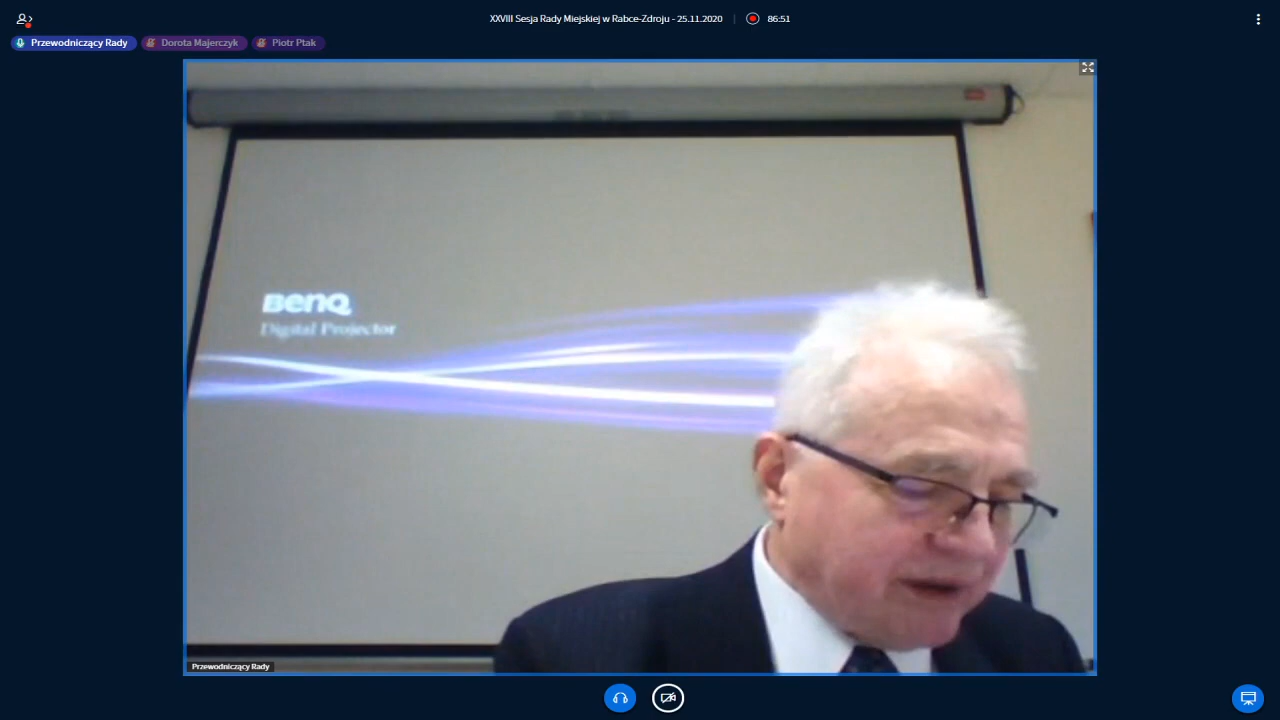 XXVIII Sesja Rady Miejskiej w Rabce-Zdroju - 25.11.2020
86:51
Przewodniczący Rady
Dorota Majerczyk
Piotr Ptak
BenQ
Digital Projector
Przewodniczący Rady